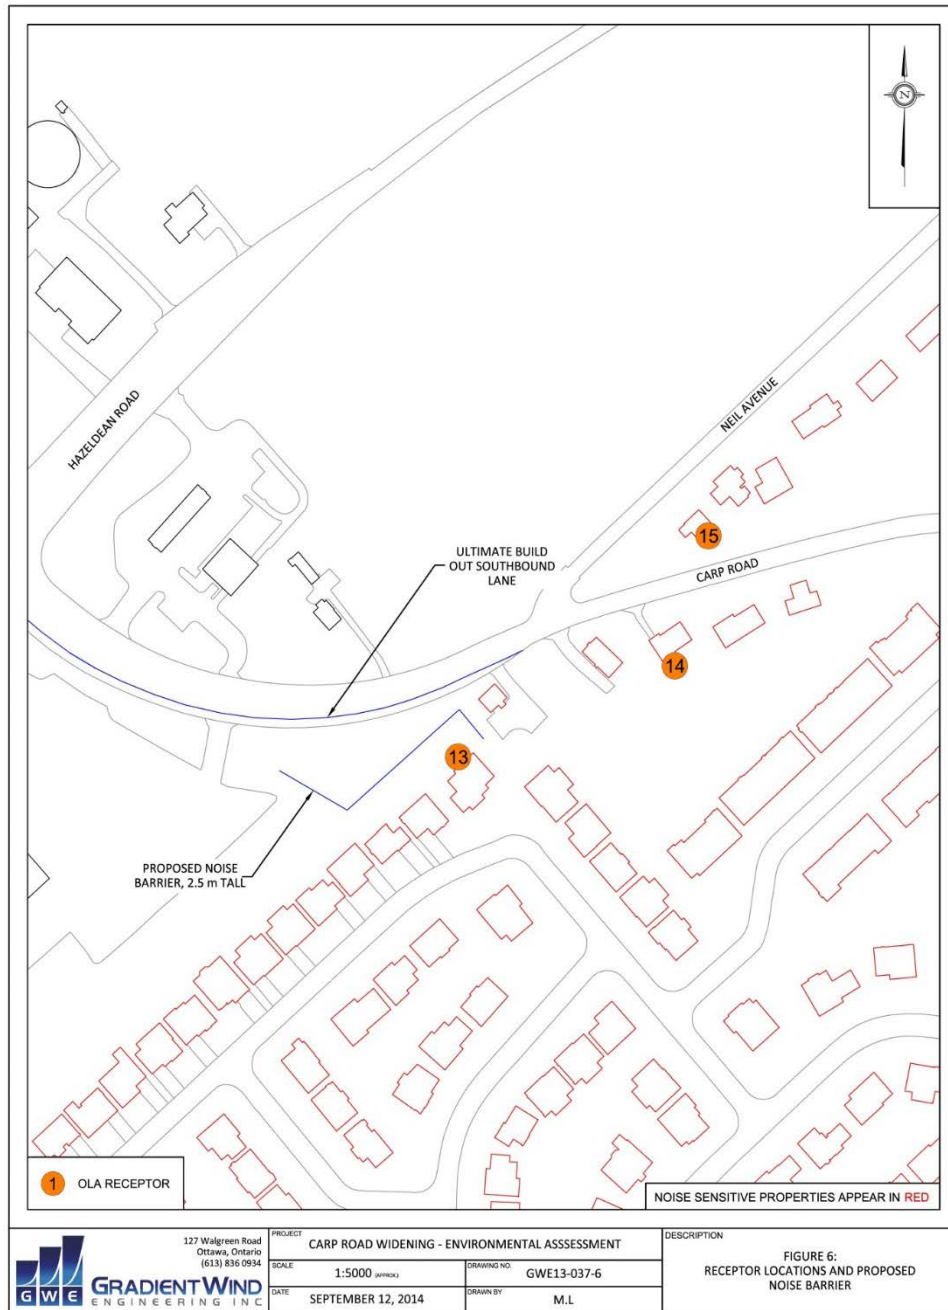 N
HAZELDEAN ROAD
NEIL AVENUE
ULTIMATE BUILD
OUT SOUTHBOUND
LANE
CARP ROAD
15
14
13
PROPOSED NOISE
BARRIER, 2.5 m TALL
1 OLA RECEPTOR
NOISE SENSITIVE PROPERTIES APPEAR IN RED
GWE
GRADIENTWIND
ENGINEERING INC
127 Walgreen Road
Ottawa, Ontario
(613) 836 0934
PROJECT
CARP ROAD WIDENING - ENVIRONMENTAL ASSSESSMENT
SCALE
1:5000 (APPROX.)
DRAWING NO.
GWE13-037-6
DATE
SEPTEMBER 12, 2014
DRAWN BY
M.L
DESCRIPTION
FIGURE 6:
RECEPTOR LOCATIONS AND PROPOSED
NOISE BARRIER